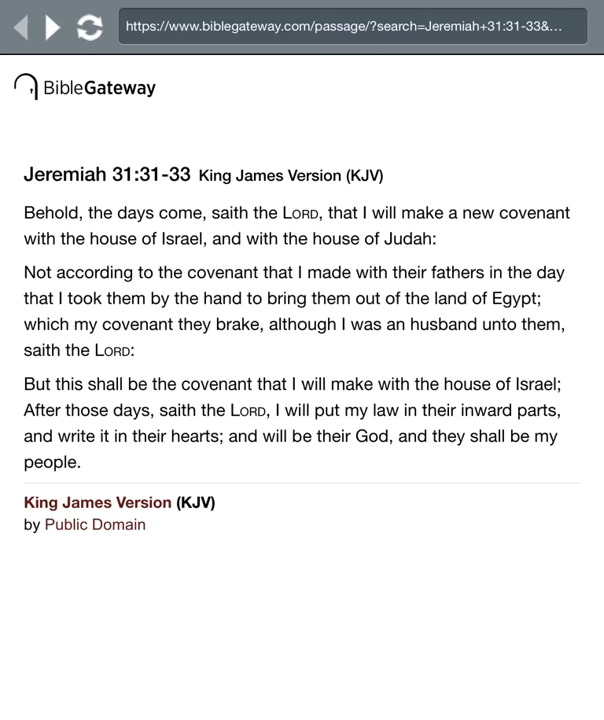 https://www.biblegateway.com/passage/?search=Jeremiah+31:31-33&...
BibleGateway
Jeremiah 31:31-33 King James Version (KJV)
Behold, the days come, saith the LORD, that I will make a new covenant
with the house of Israel, and with the house of Judah:
Not according to the covenant that I made with their fathers in the day
that I took them by the hand to bring them out of the land of Egypt;
which my covenant they brake, although I was an husband unto them,
saith the LORD:
But this shall be the covenant that I will make with the house of Israel;
After those days, saith the LORD, I will put my law in their inward parts,
and write it in their hearts; and will be their God, and they shall be my
people.
King James Version (KJV)
by Public Domain